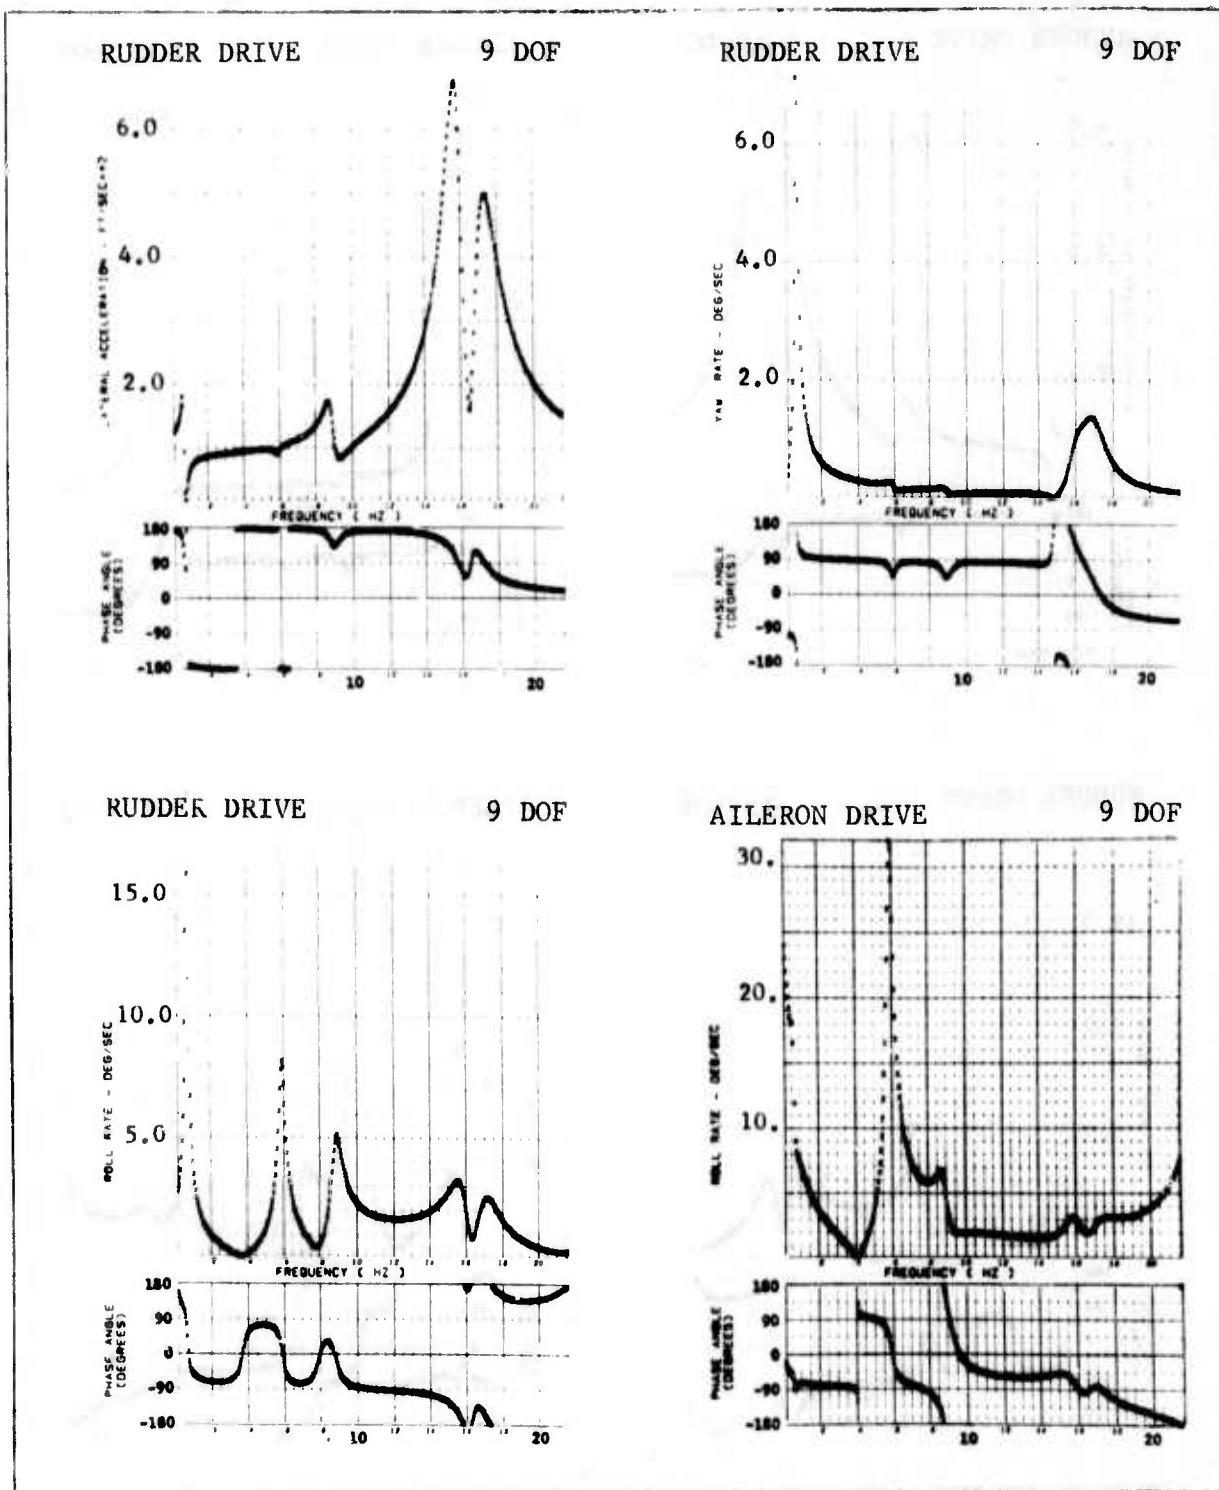 RUDDER DRIVE 9 DOF
6.0
4.0
2.0
LATERAL ACCELERATION - FT/SEC**2
FREQUENCY ( HZ )
180
90
0
-90
-180
PHASE ANGLE
(DEGREES)
10 20
RUDDER DRIVE 9 DOF
6.0
4.0
2.0
YAW RATE - DEG/SEC
FREQUENCY ( HZ )
180
90
0
-90
-180
PHASE ANGLE
(DEGREES)
10 20
RUDDER DRIVE 9 DOF
15.0
10.0
5.0
ROLL RATE - DEG/SEC
FREQUENCY ( HZ )
180
90
0
-90
-180
PHASE ANGLE
(DEGREES)
10 20
AILERON DRIVE 9 DOF
30.
20.
10.
ROLL RATE - DEG/SEC
FREQUENCY ( HZ )
180
90
0
-90
-180
PHASE ANGLE
(DEGREES)
10 20